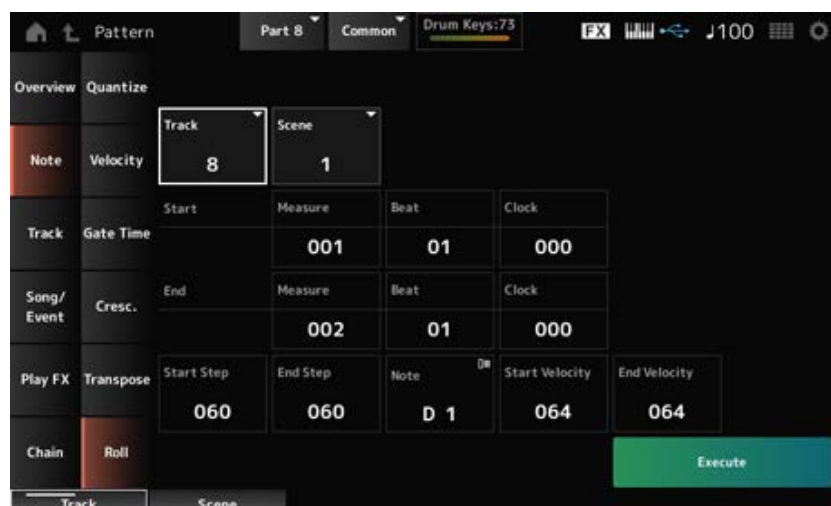 Pattern
Part 8
Common
Drum Keys:73
FX
♩100
Overview
Quantize
Track
Scene
8
1
Note
Velocity
Start
Measure
Beat
Clock
001
01
000
Track
Gate Time
End
Measure
Beat
Clock
002
01
000
Song/
Event
Cresc.
Start Step
End Step
Note
Start Velocity
End Velocity
060
060
D 1
064
064
Play FX
Transpose
Chain
Roll
Execute
Track
Scene